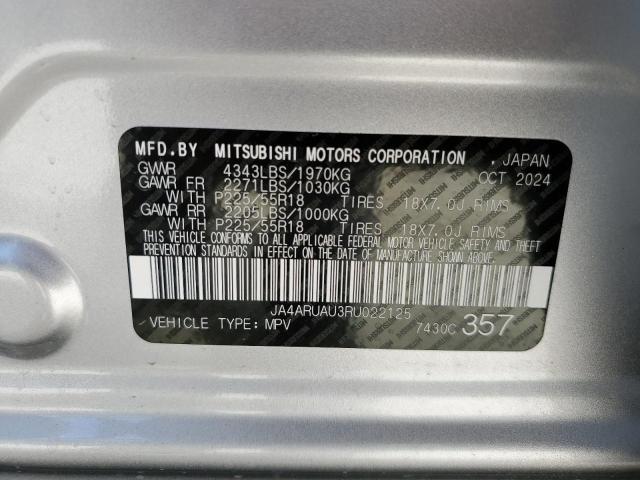 MFD.BY MITSUBISHI MOTORS CORPORATION , JAPAN
GVWR 4343LBS/1970KG OCT 2024
GAWR FR 2271LBS/1030KG
WITH P225/55R18 TIRES 18X7.0J RIMS
GAWR RR 2205LBS/1000KG
WITH P225/55R18 TIRES 18X7.0J RIMS
THIS VEHICLE CONFORMS TO ALL APPLICABLE FEDERAL MOTOR VEHICLE SAFETY AND THEFT
PREVENTION STANDARDS IN EFFECT ON THE DATE OF MANUFACTURE SHOWN ABOVE.
JA4ARUAU3RU022125
VEHICLE TYPE: MPV 7430C 357